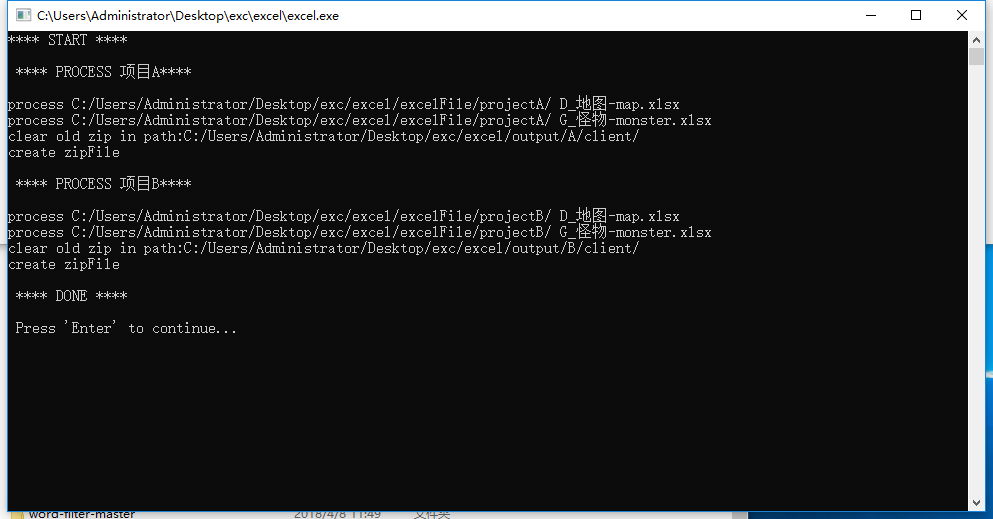 C:\Users\Administrator\Desktop\exc\excel\excel.exe
**** START ****
**** PROCESS 项目A****
process C:/Users/Administrator/Desktop/exc/excel/excelFile/projectA/ D_地图-map.xlsx
process C:/Users/Administrator/Desktop/exc/excel/excelFile/projectA/ G_怪物-monster.xlsx
clear old zip in path:C:/Users/Administrator/Desktop/exc/excel/output/A/client/
create zipFile
**** PROCESS 项目B****
process C:/Users/Administrator/Desktop/exc/excel/excelFile/projectB/ D_地图-map.xlsx
process C:/Users/Administrator/Desktop/exc/excel/excelFile/projectB/ G_怪物-monster.xlsx
clear old zip in path:C:/Users/Administrator/Desktop/exc/excel/output/B/client/
create zipFile
**** DONE ****
Press 'Enter' to continue...
word-filter-master 2018/4/8 11:49 文件夹